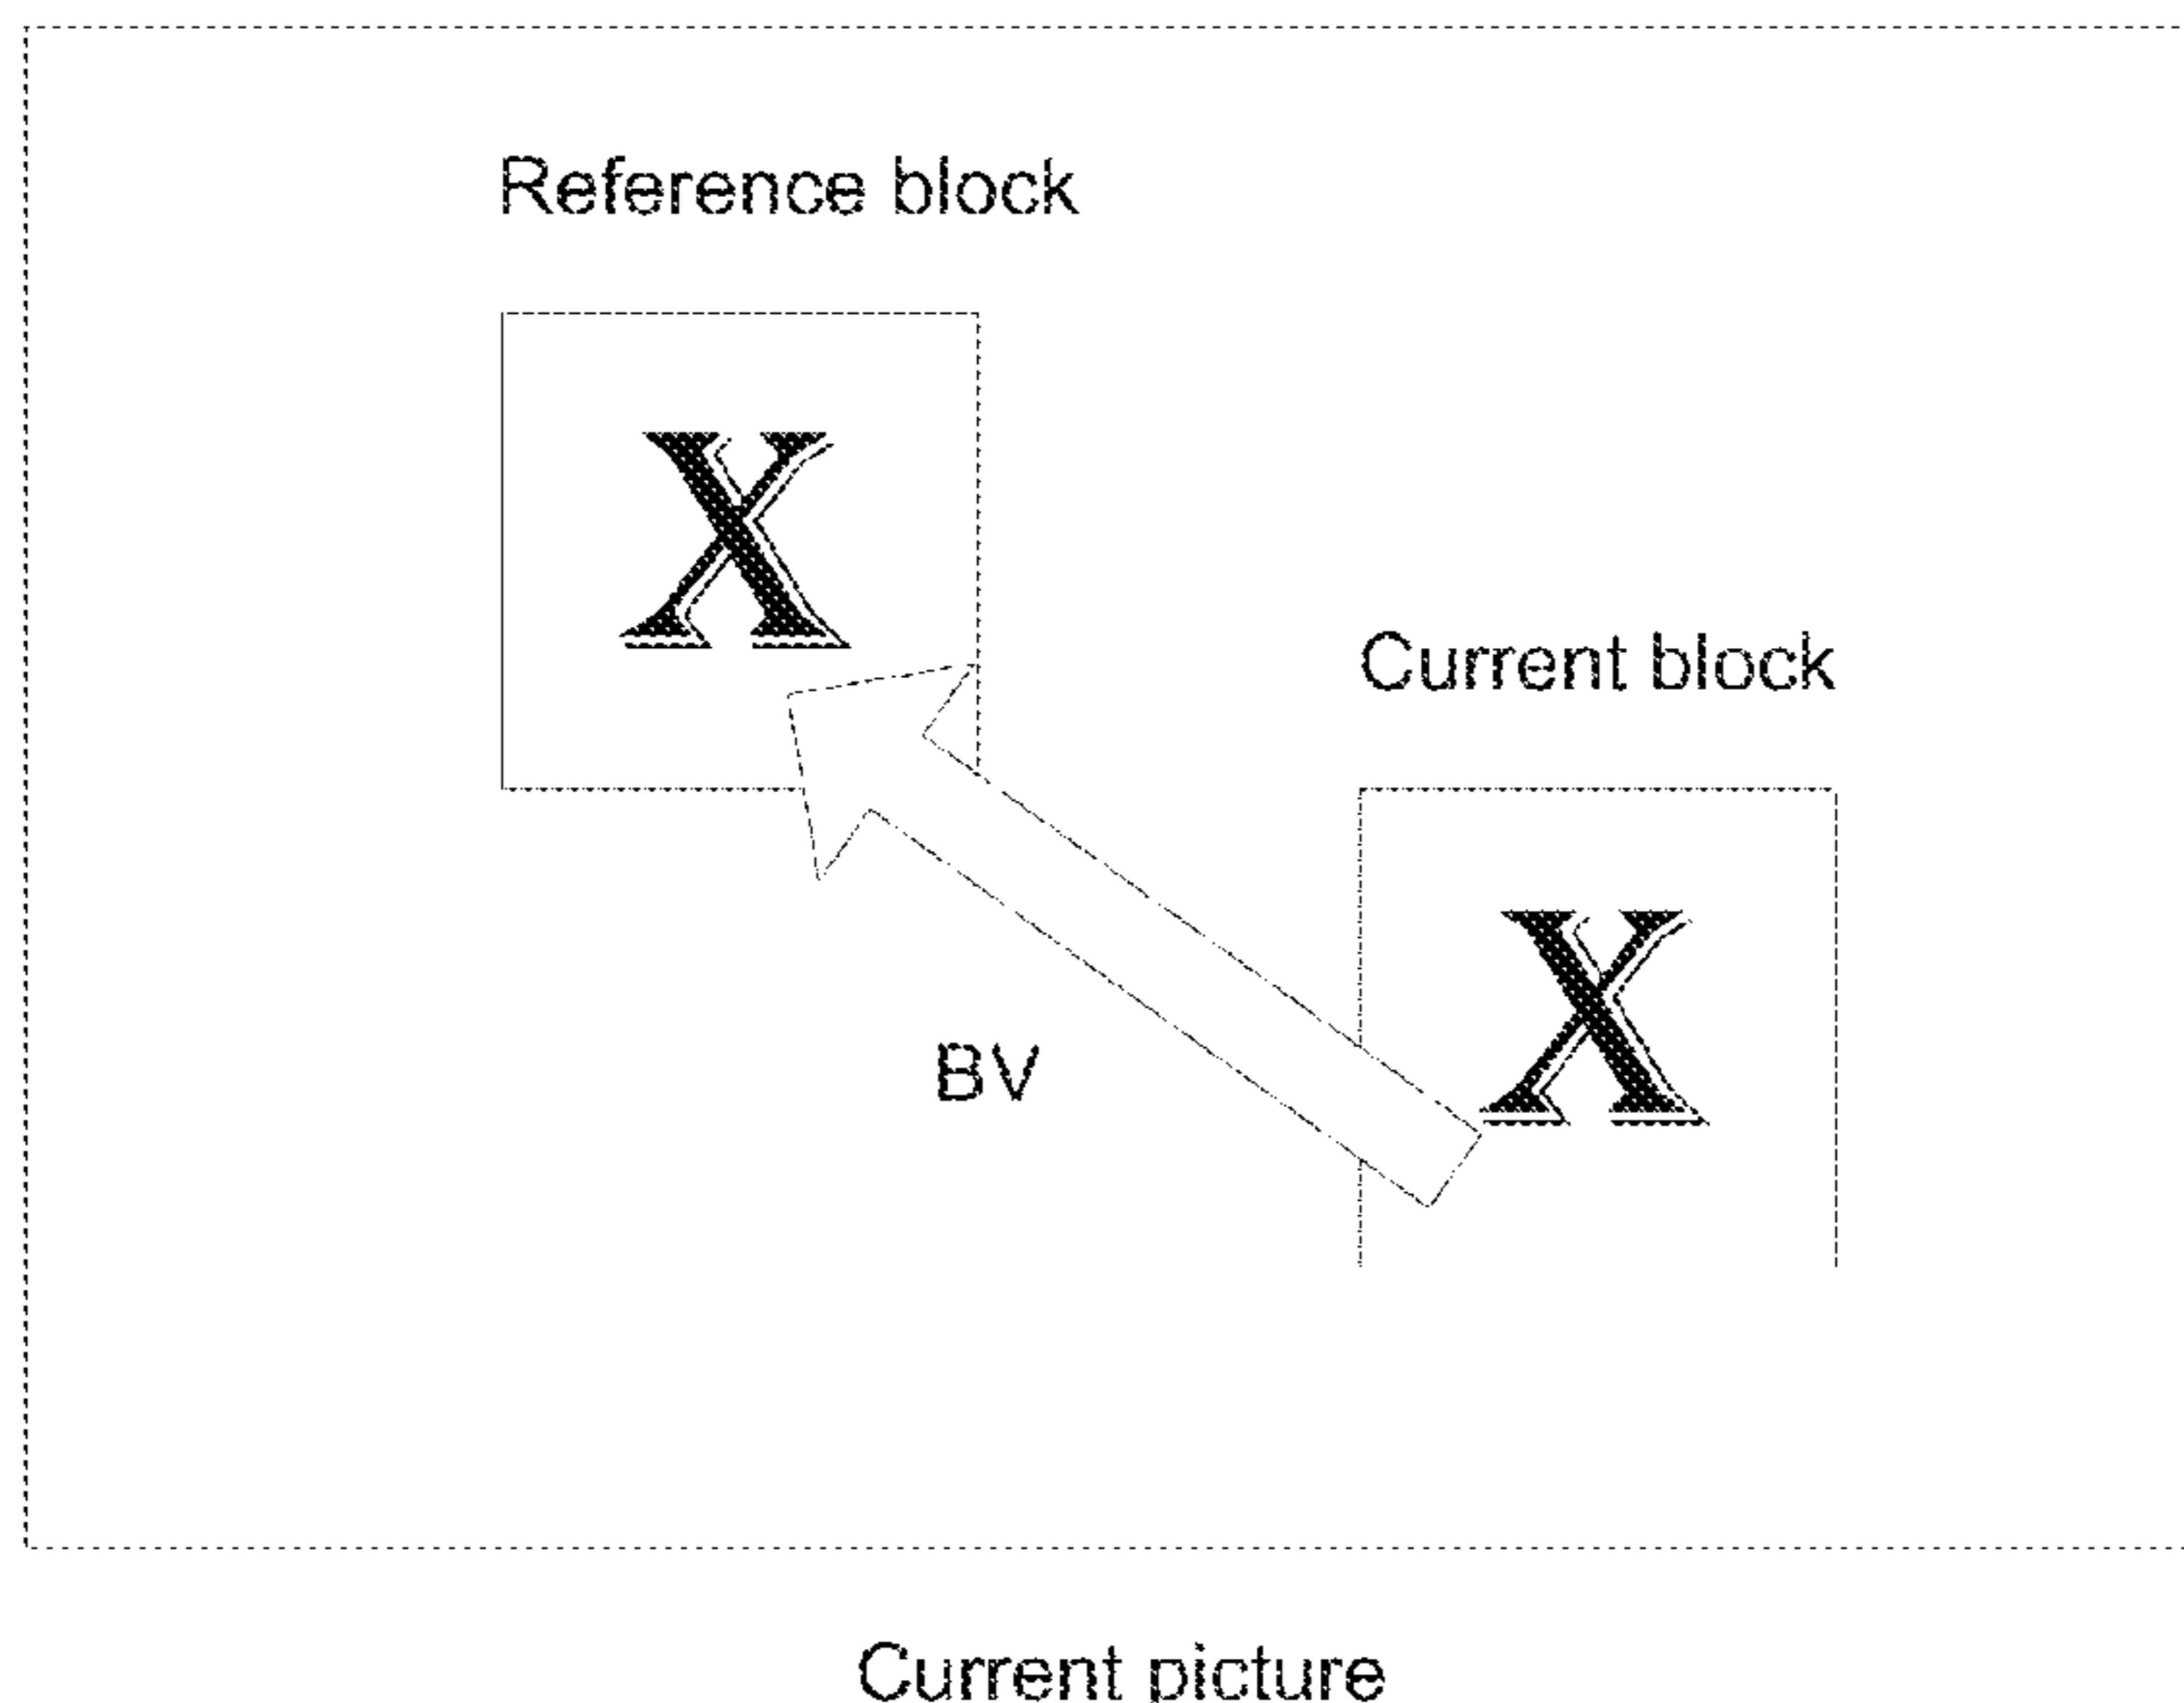 Reference block
X
Current block
X
BV
Current picture